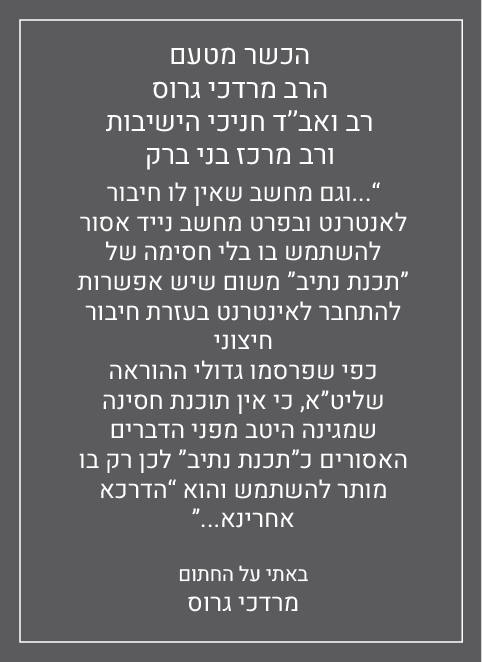 הכשר מטעם
הרב מרדכי גרוס
רב ואב״ד חניכי הישיבות
ורב מרכז בני ברק
“...וגם מחשב שאין לו חיבור
לאנטרנט ובפרט מחשב נייד אסור
להשתמש בו בלי חסימה של
”תכנת נתיב” משום שיש אפשרות
להתחבר לאינטרנט בעזרת חיבור
חיצוני
כפי שפרסמו גדולי ההוראה
שליט”א, כי אין תוכנת חסינה
שמגינה היטב מפני הדברים
האסורים כ”תכנת נתיב” לכן רק בו
מותר להשתמש והוא “הדרכא
אחרינא...”
באתי על החתום
מרדכי גרוס